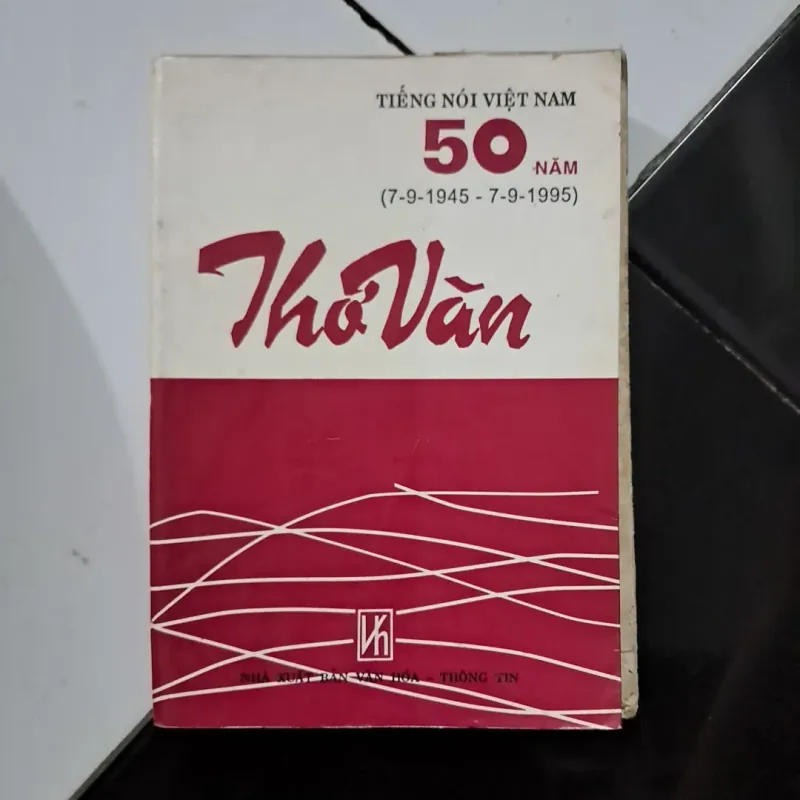 TIẾNG NÓI VIỆT NAM
50 NĂM
(7-9-1945 - 7-9-1995)
Thơ Văn
Vh
NHÀ XUẤT BẢN VĂN HÓA - THÔNG TIN